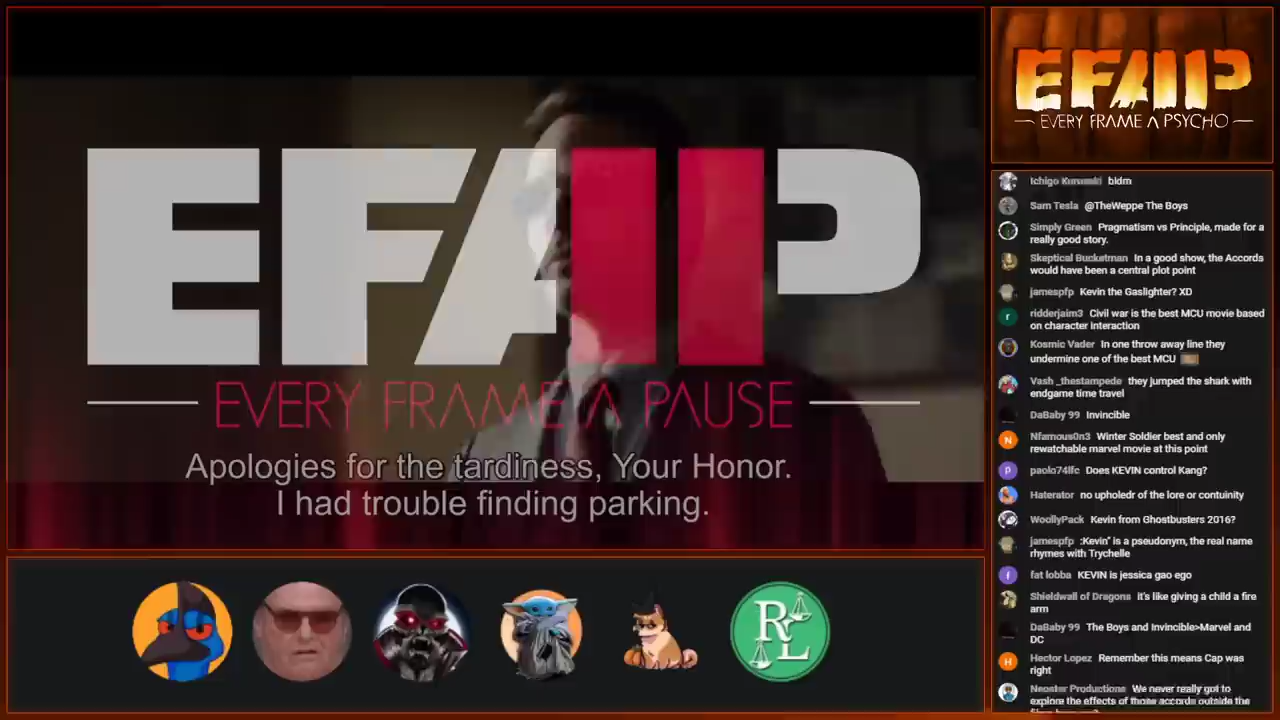 EFAP
EVERY FRAME A PAUSE
Apologies for the tardiness, Your Honor.
I had trouble finding parking.
RL
EFAP
EVERY FRAME A PSYCHO
Ichigo Kurusaki bldm
Sam Tesla @TheWeppe The Boys
Simply Green Pragmatism vs Principle, made for a
really good story.
Skeptical Bucketman In a good show, the Accords
would have been a central plot point
jamespfp Kevin the Gaslighter? XD
r
ridderjaim3 Civil war is the best MCU movie based
on character interaction
Kosmic Vader In one throw away line they
undermine one of the best MCU
Vash_thestampede they jumped the shark with
endgame time travel
DaBaby 99 Invincible
N
Nfamous0n3 Winter Soldier best and only
rewatchable marvel movie at this point
p
paolo74lfc Does KEVIN control Kang?
Haterator no upholedr of the lore or contuinity
WoollyPack Kevin from Ghostbusters 2016?
jamespfp :Kevin" is a pseudonym, the real name
rhymes with Trychelle
f
fat lobba KEVIN is jessica gao ego
Shieldwall of Dragons it's like giving a child a fire
arm
DaBaby 99 The Boys and Invincible>Marvel and
DC
H
Hector Lopez Remember this means Cap was
right
Neostar Productions We never really got to
explore the effects of those accords outside the